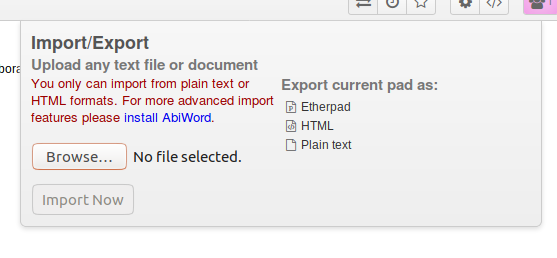 Import/Export
Upload any text file or document
You only can import from plain text or
HTML formats. For more advanced import
features please install AbiWord.
Browse... No file selected.
Import Now
Export current pad as:
Etherpad
HTML
Plain text